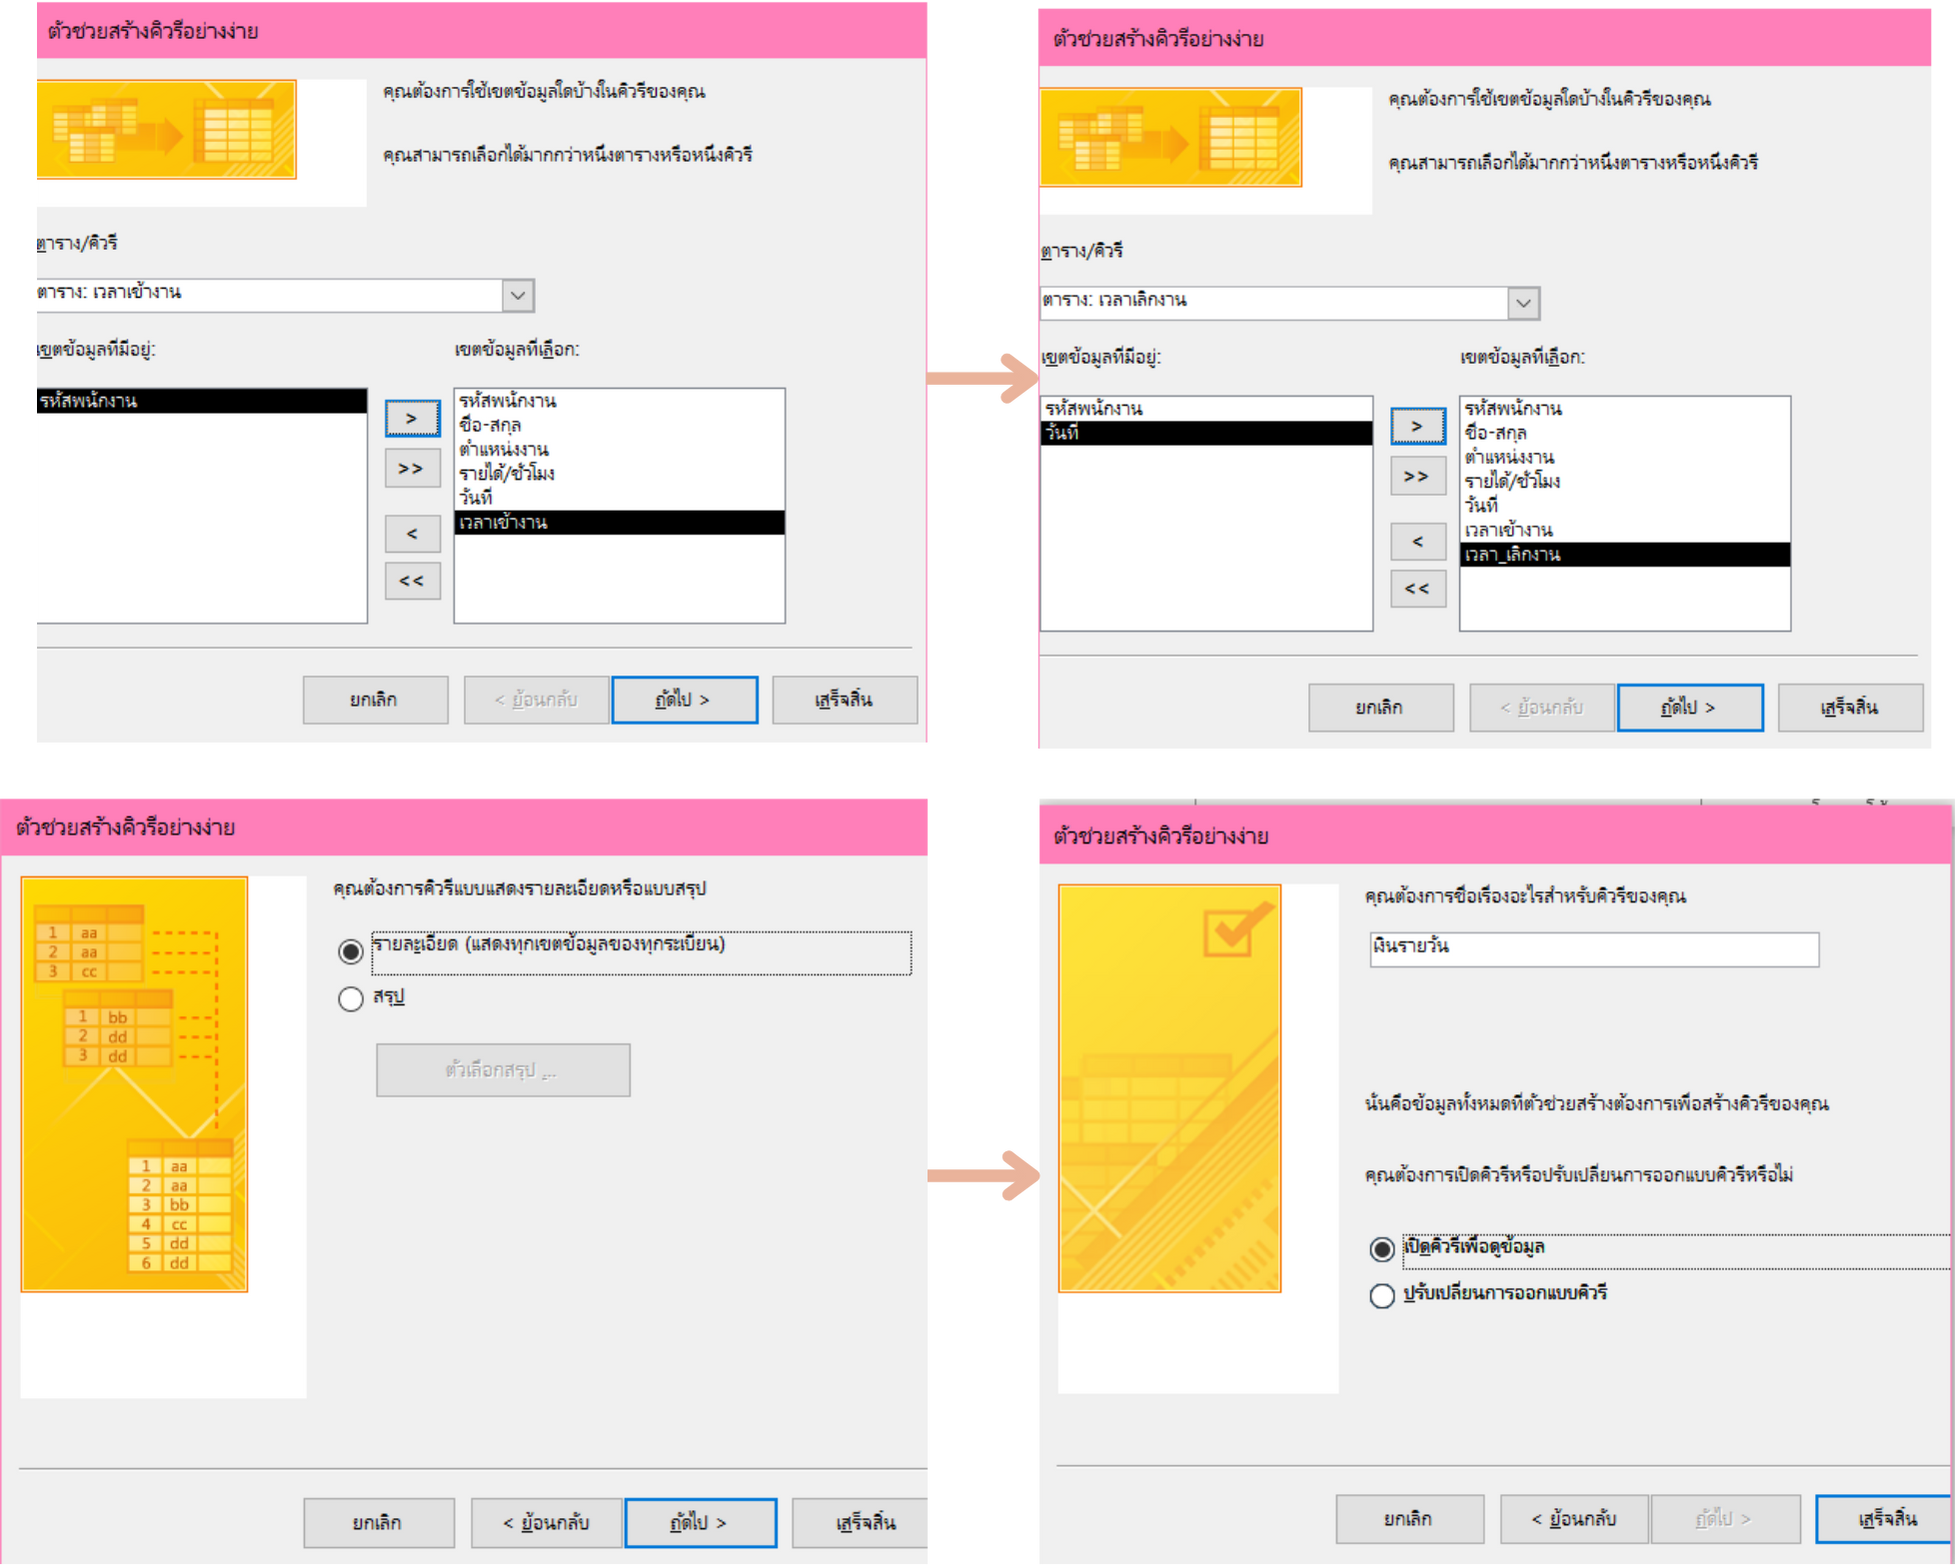 ตัวช่วยสร้างคิวรีอย่างง่าย
คุณต้องการใช้เขตข้อมูลใดบ้างในคิวรีของคุณ
คุณสามารถเลือกได้มากกว่าหนึ่งตารางหรือหนึ่งคิวรี
ตาราง/คิวรี
ตาราง: เวลาเข้างาน
เขตข้อมูลที่มีอยู่:
เขตข้อมูลที่เลือก:
รหัสพนักงาน
>
>>
<
<<
รหัสพนักงาน
ชื่อ-สกุล
ตำแหน่งงาน
รายได้/ชั่วโมง
วันที่
เวลาเข้างาน
ยกเลิก
< ย้อนกลับ
ถัดไป >
เสร็จสิ้น
ตัวช่วยสร้างคิวรีอย่างง่าย
คุณต้องการใช้เขตข้อมูลใดบ้างในคิวรีของคุณ
คุณสามารถเลือกได้มากกว่าหนึ่งตารางหรือหนึ่งคิวรี
ตาราง/คิวรี
ตาราง: เวลาเลิกงาน
เขตข้อมูลที่มีอยู่:
เขตข้อมูลที่เลือก:
รหัสพนักงาน
วันที่
>
>>
<
<<
รหัสพนักงาน
ชื่อ-สกุล
ตำแหน่งงาน
รายได้/ชั่วโมง
วันที่
เวลาเข้างาน
เวลา_เลิกงาน
ยกเลิก
< ย้อนกลับ
ถัดไป >
เสร็จสิ้น
ตัวช่วยสร้างคิวรีอย่างง่าย
คุณต้องการคิวรีแบบแสดงรายละเอียดหรือแบบสรุป
รายละเอียด (แสดงทุกเขตข้อมูลของทุกระเบียน)
สรุป
ตัวเลือกสรุป ...
1 aa
2 aa
3 cc
1 bb
2 dd
3 dd
1 aa
2 aa
3 bb
4 cc
5 dd
6 dd
ยกเลิก
< ย้อนกลับ
ถัดไป >
เสร็จสิ้น
ตัวช่วยสร้างคิวรีอย่างง่าย
คุณต้องการชื่อเรื่องอะไรสำหรับคิวรีของคุณ
เงินรายวัน
นั่นคือข้อมูลทั้งหมดที่ตัวช่วยสร้างต้องการเพื่อสร้างคิวรีของคุณ
คุณต้องการเปิดคิวรีหรือปรับเปลี่ยนการออกแบบคิวรีหรือไม่
เปิดคิวรีเพื่อดูข้อมูล
ปรับเปลี่ยนการออกแบบคิวรี
ยกเลิก
< ย้อนกลับ
ถัดไป >
เสร็จสิ้น